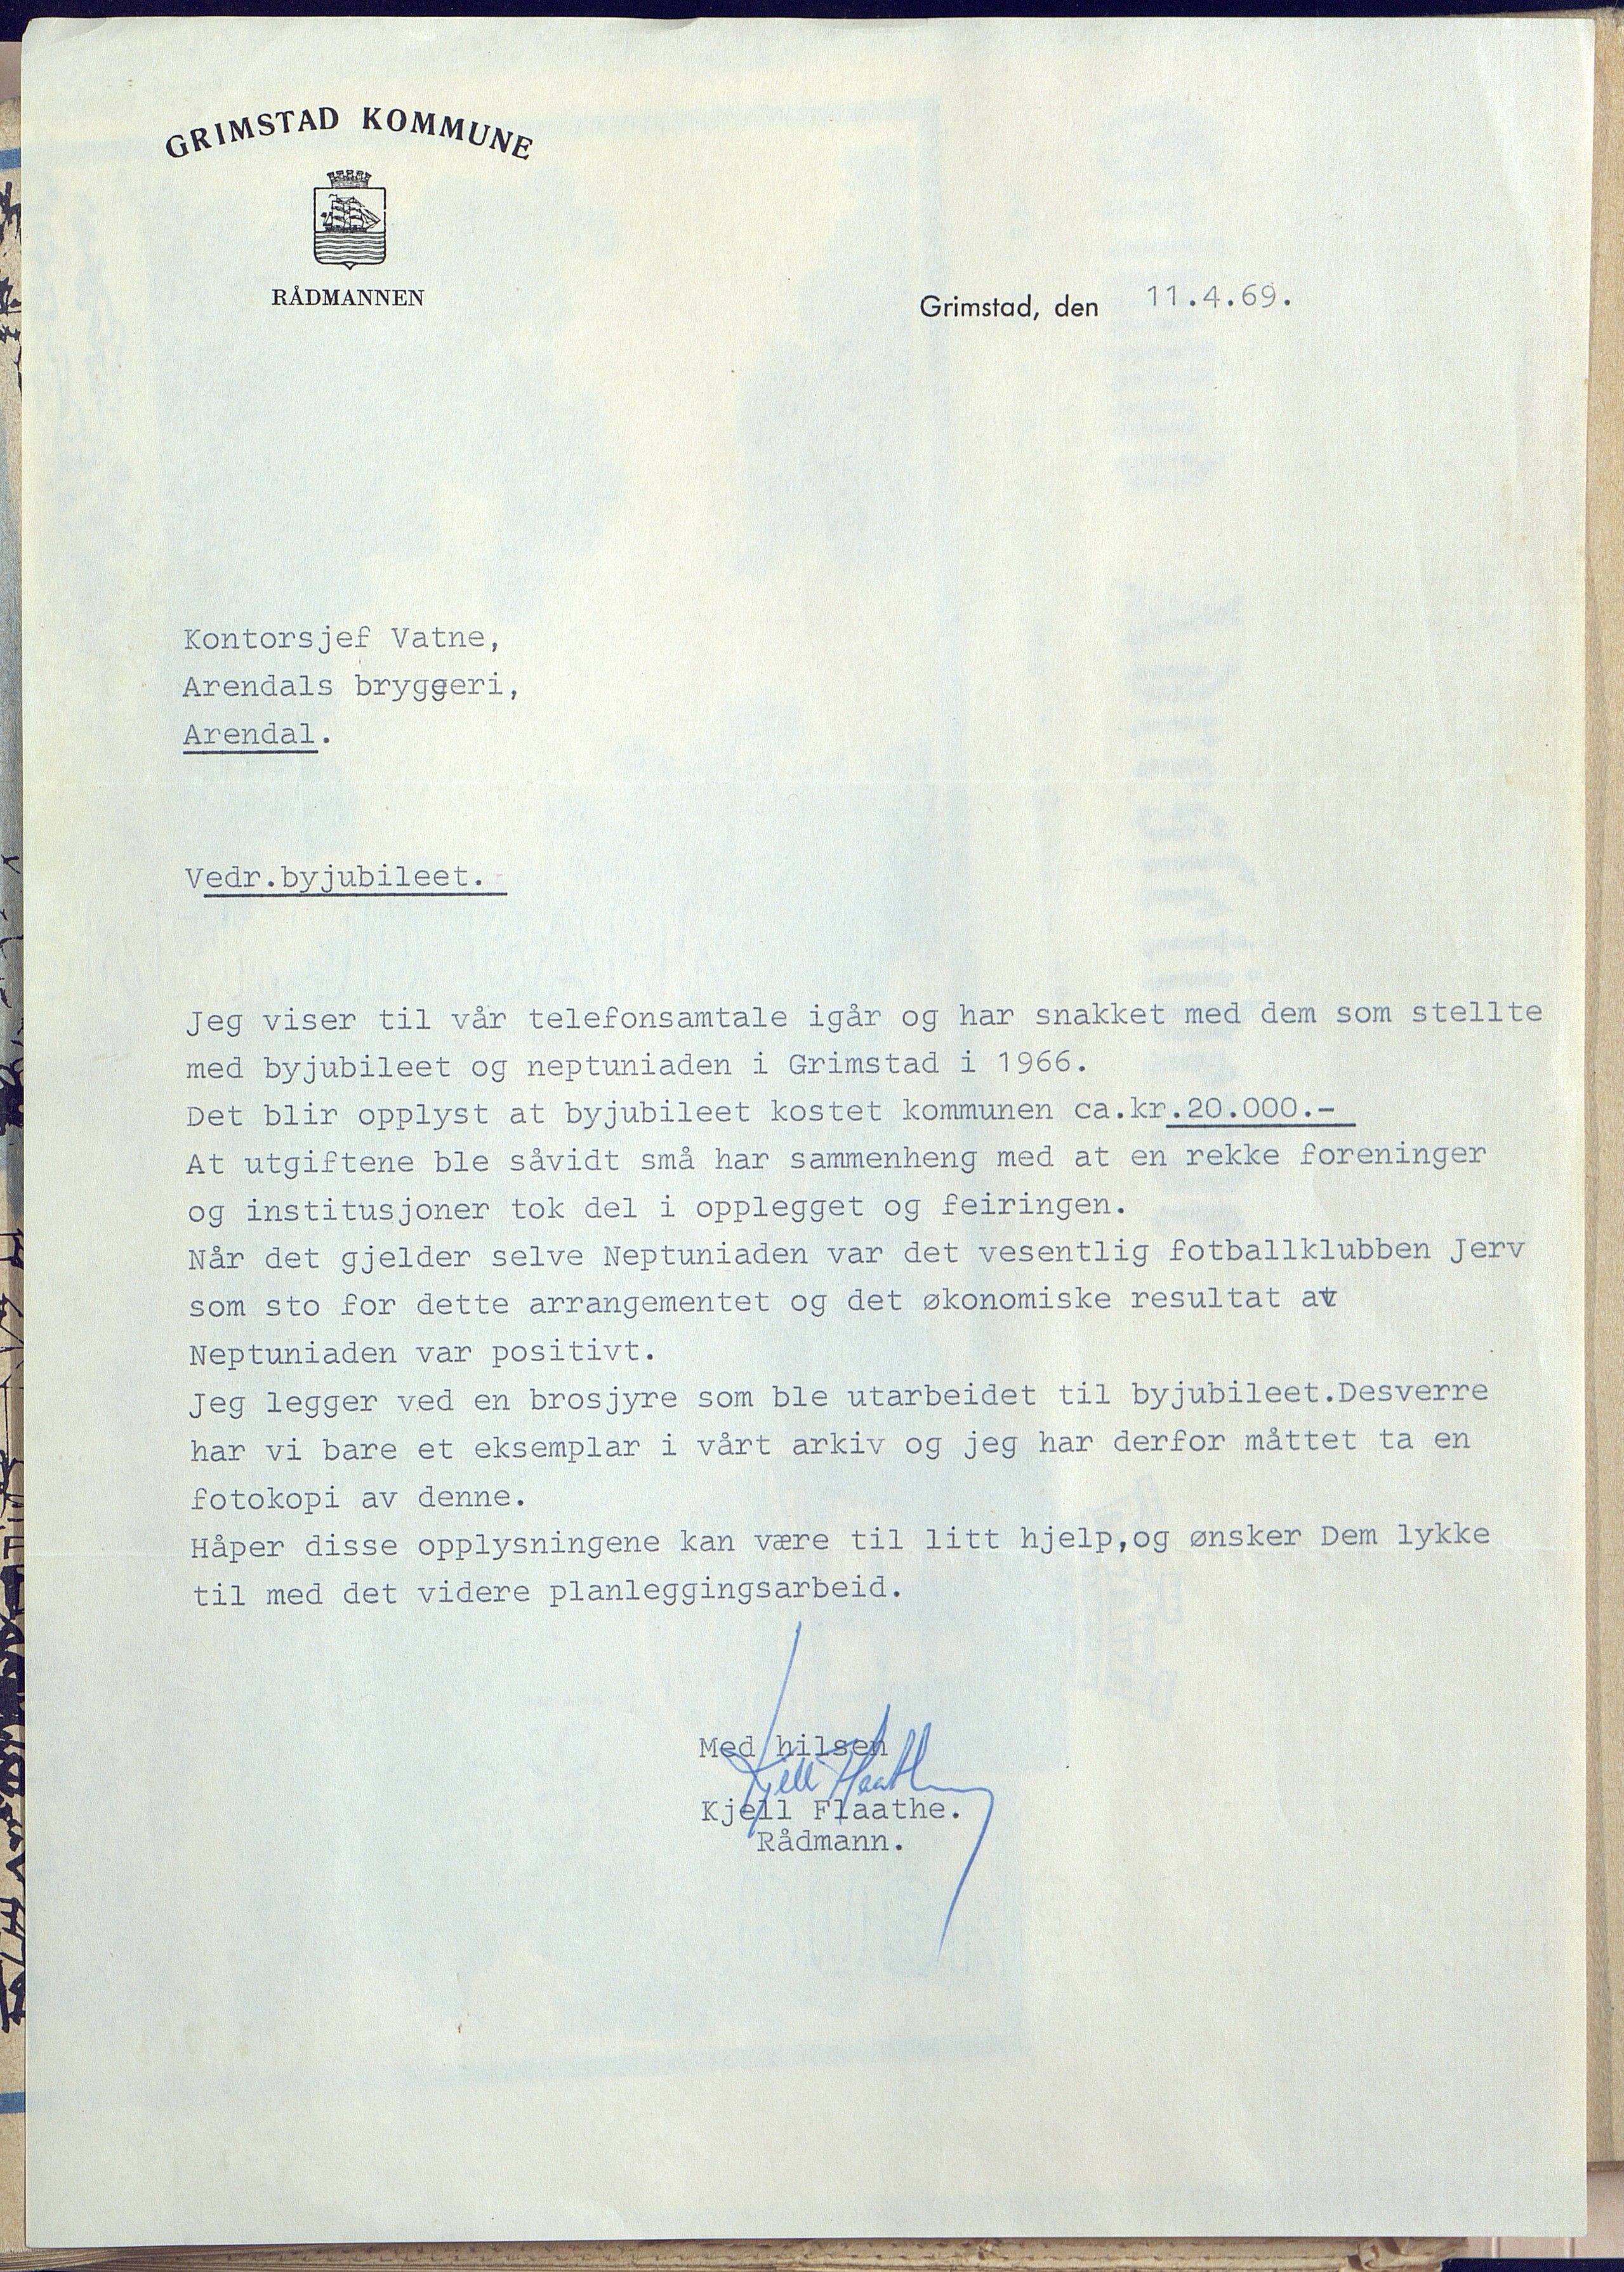 GRIMSTAD KOMMUNE
RÅDMANNEN
Grimstad, den 11.4.69.
Kontorsjef Vatne,
Arendals bryggeri,
Arendal.
Vedr.byjubileet.
Jeg viser til vår telefonsamtale igår og har snakket med dem som stellte
med byjubileet og neptuniaden i Grimstad i 1966.
Det blir opplyst at byjubileet kostet kommunen ca.kr.20.000.-
At utgiftene ble såvidt små har sammenheng med at en rekke foreninger
og institusjoner tok del i opplegget og feiringen.
Når det gjelder selve Neptuniaden var det vesentlig fotballklubben Jerv
som sto for dette arrangementet og det økonomiske resultat av
Neptuniaden var positivt.
Jeg legger ved en brosjyre som ble utarbeidet til byjubileet.Desverre
har vi bare et eksemplar i vårt arkiv og jeg har derfor måttet ta en
fotokopi av denne.
Håper disse opplysningene kan være til litt hjelp,og ønsker Dem lykke
til med det videre planleggingsarbeid.
Med hilsen
Kjell Flaathe
Kjell Flaathe.
Rådmann.